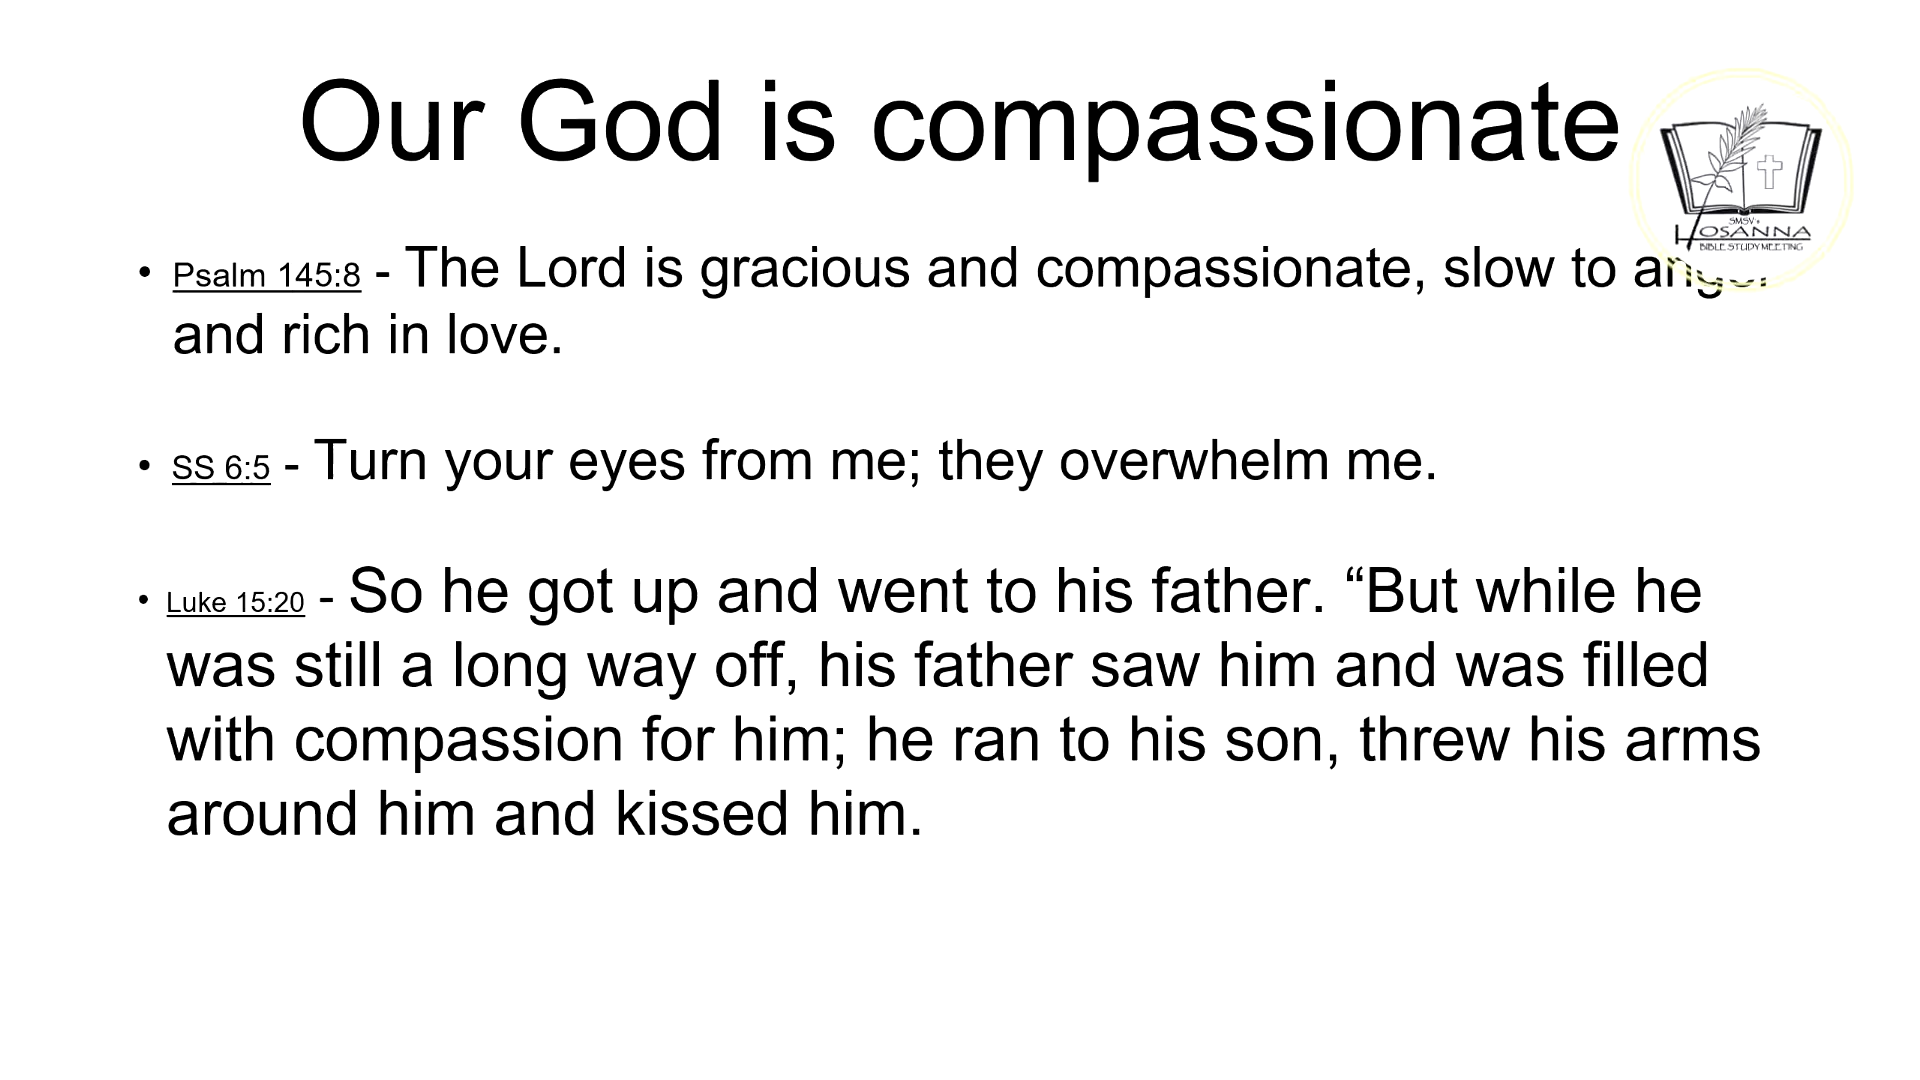 Our God is compassionate
SMSV's
HOSANNA
BIBLE STUDY MEETING
• Psalm 145:8 - The Lord is gracious and compassionate, slow to anger
and rich in love.
• SS 6:5 - Turn your eyes from me; they overwhelm me.
• Luke 15:20 - So he got up and went to his father. “But while he
was still a long way off, his father saw him and was filled
with compassion for him; he ran to his son, threw his arms
around him and kissed him.